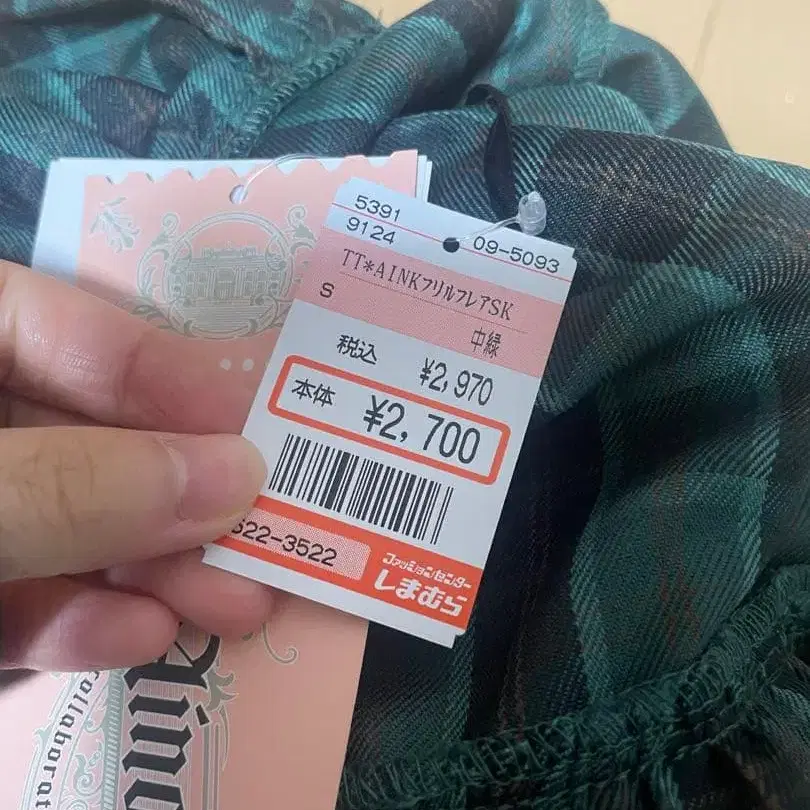 5391
9124
09-5093
TT*AINKフリルフレアSK
S
中緑
税込 ¥2,970
本体 ¥2,700
522-3522
ファッションセンター
しまむら